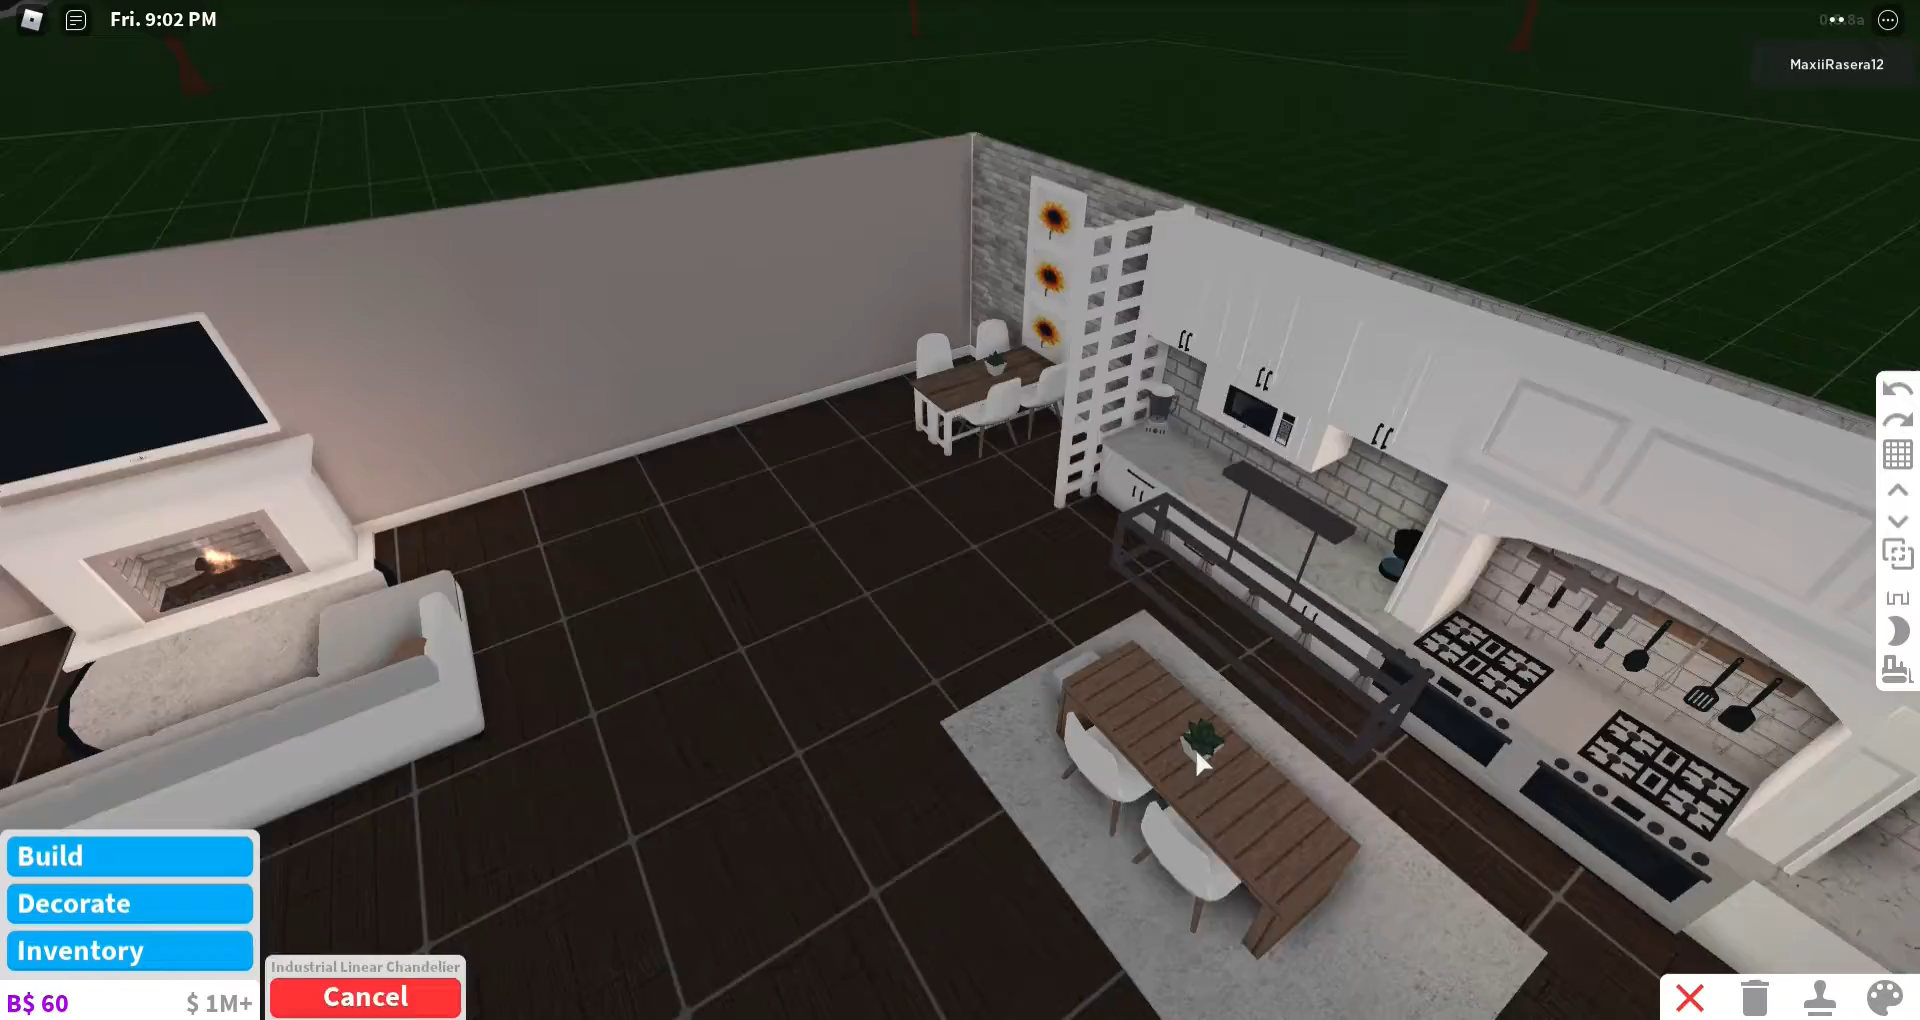 Fri. 9:02 PM
MaxiiRasera12
Build
Decorate
Inventory
Industrial Linear Chandelier
Cancel
B$ 60
$ 1M+